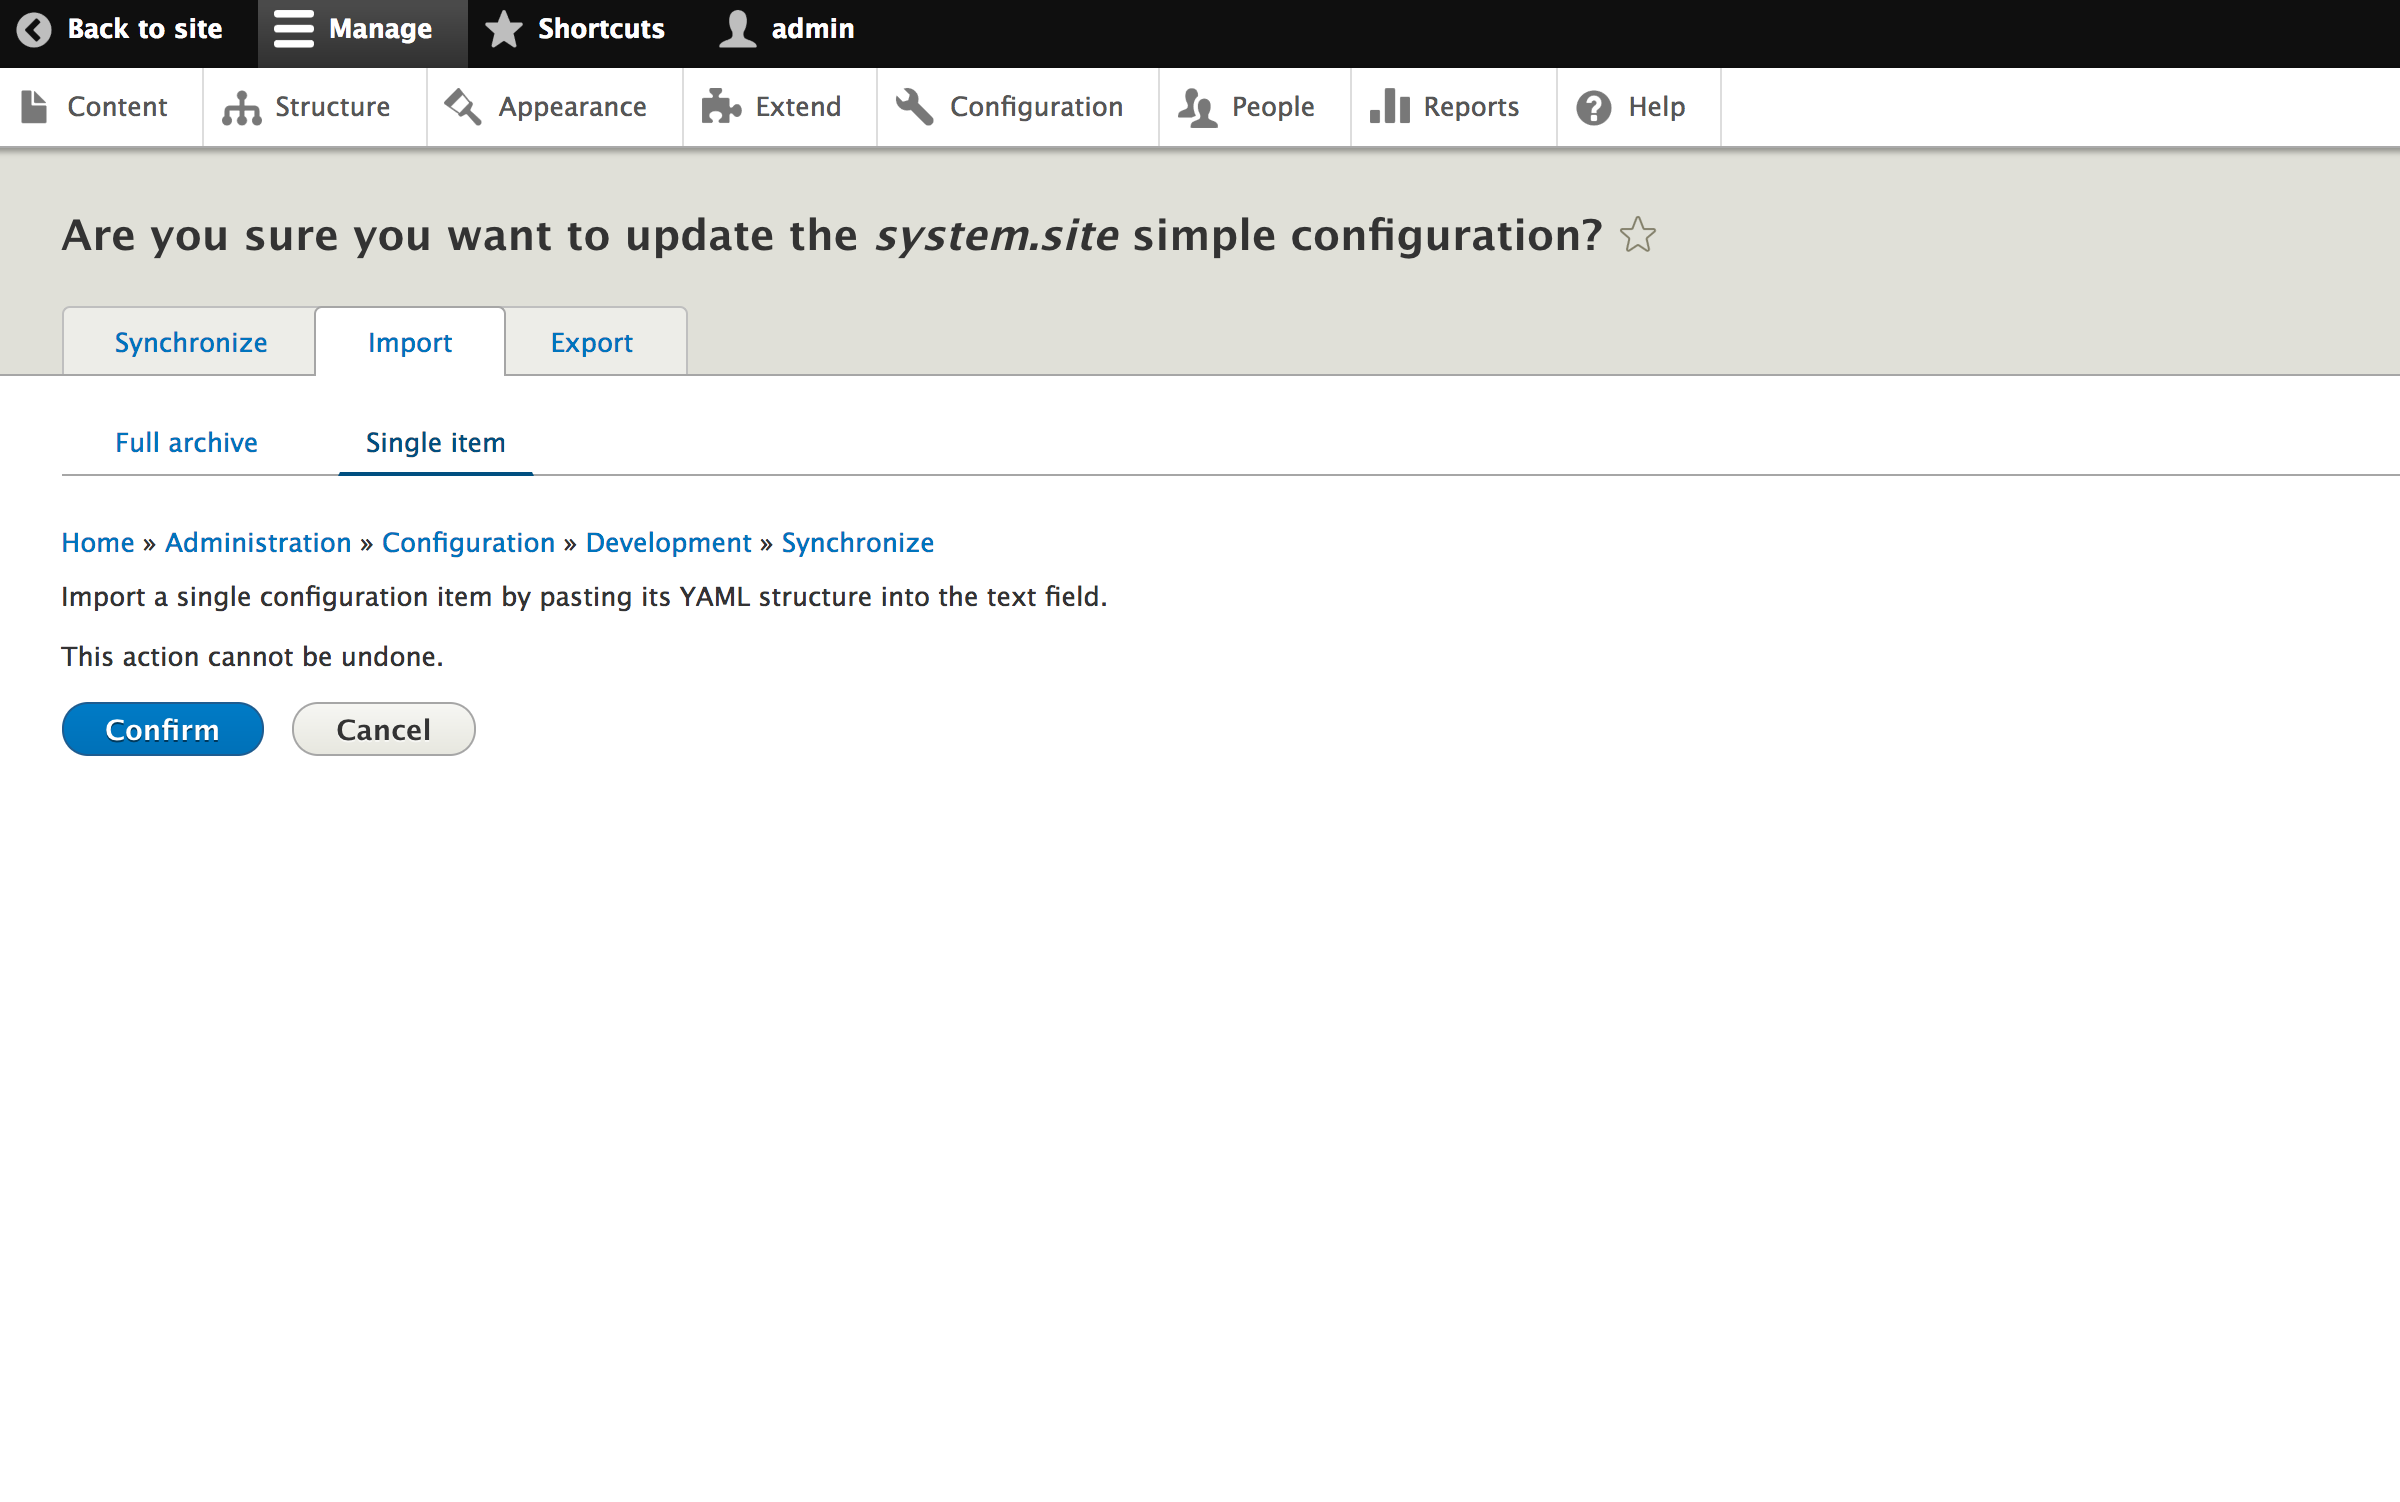 Back to site Manage Shortcuts admin
Content Structure Appearance Extend Configuration People Reports Help
Are you sure you want to update the system.site simple configuration?
Synchronize Import Export
Full archive Single item
Home » Administration » Configuration » Development » Synchronize
Import a single configuration item by pasting its YAML structure into the text field.
This action cannot be undone.
Confirm Cancel